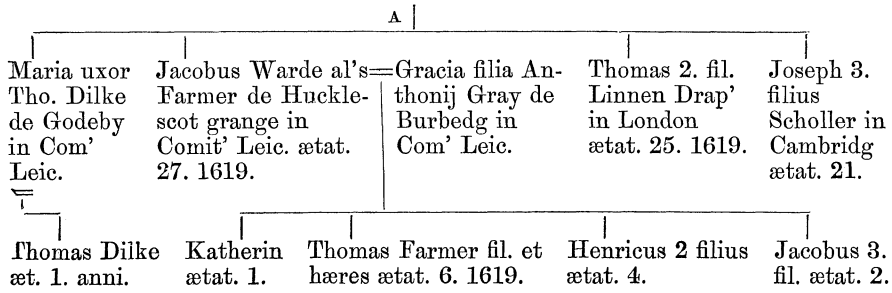 A
Maria uxor
Tho. Dilke
de Godeby
in Com'
Leic.
Jacobus Warde al's=Gracia filia An-
Farmer de Huckle-
scot grange in
Comit' Leic. ætat.
27. 1619.
thonij Gray de
Burbedg in
Com' Leic.
Thomas 2. fil.
Linnen Drap'
in London
ætat. 25. 1619.
Joseph 3.
filius
Scholler in
Cambridg
ætat. 21.
Thomas Dilke
æt. 1. anni.
Katherin
ætat. 1.
Thomas Farmer fil. et
hæres ætat. 6. 1619.
Henricus 2 filius
ætat. 4.
Jacobus 3.
fil. ætat. 2.